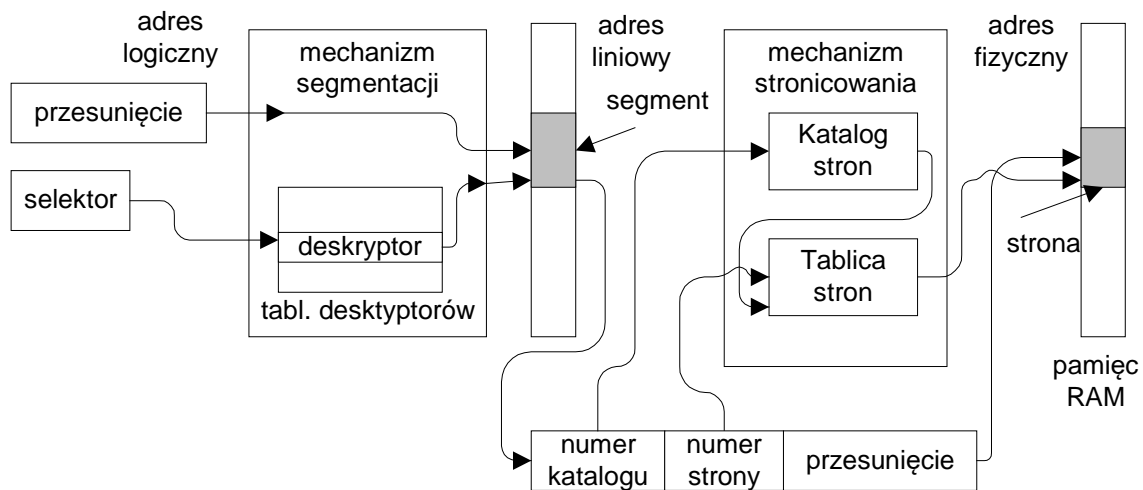 adres
logiczny
mechanizm
segmentacji
adres
liniowy
mechanizm
stronicowania
adres
fizyczny
przesunięcie
segment
Katalog
stron
selektor
deskryptor
strona
Tablica
stron
tabl. desktyptorów
pamięc
RAM
numer
katalogu
numer
strony
przesunięcie